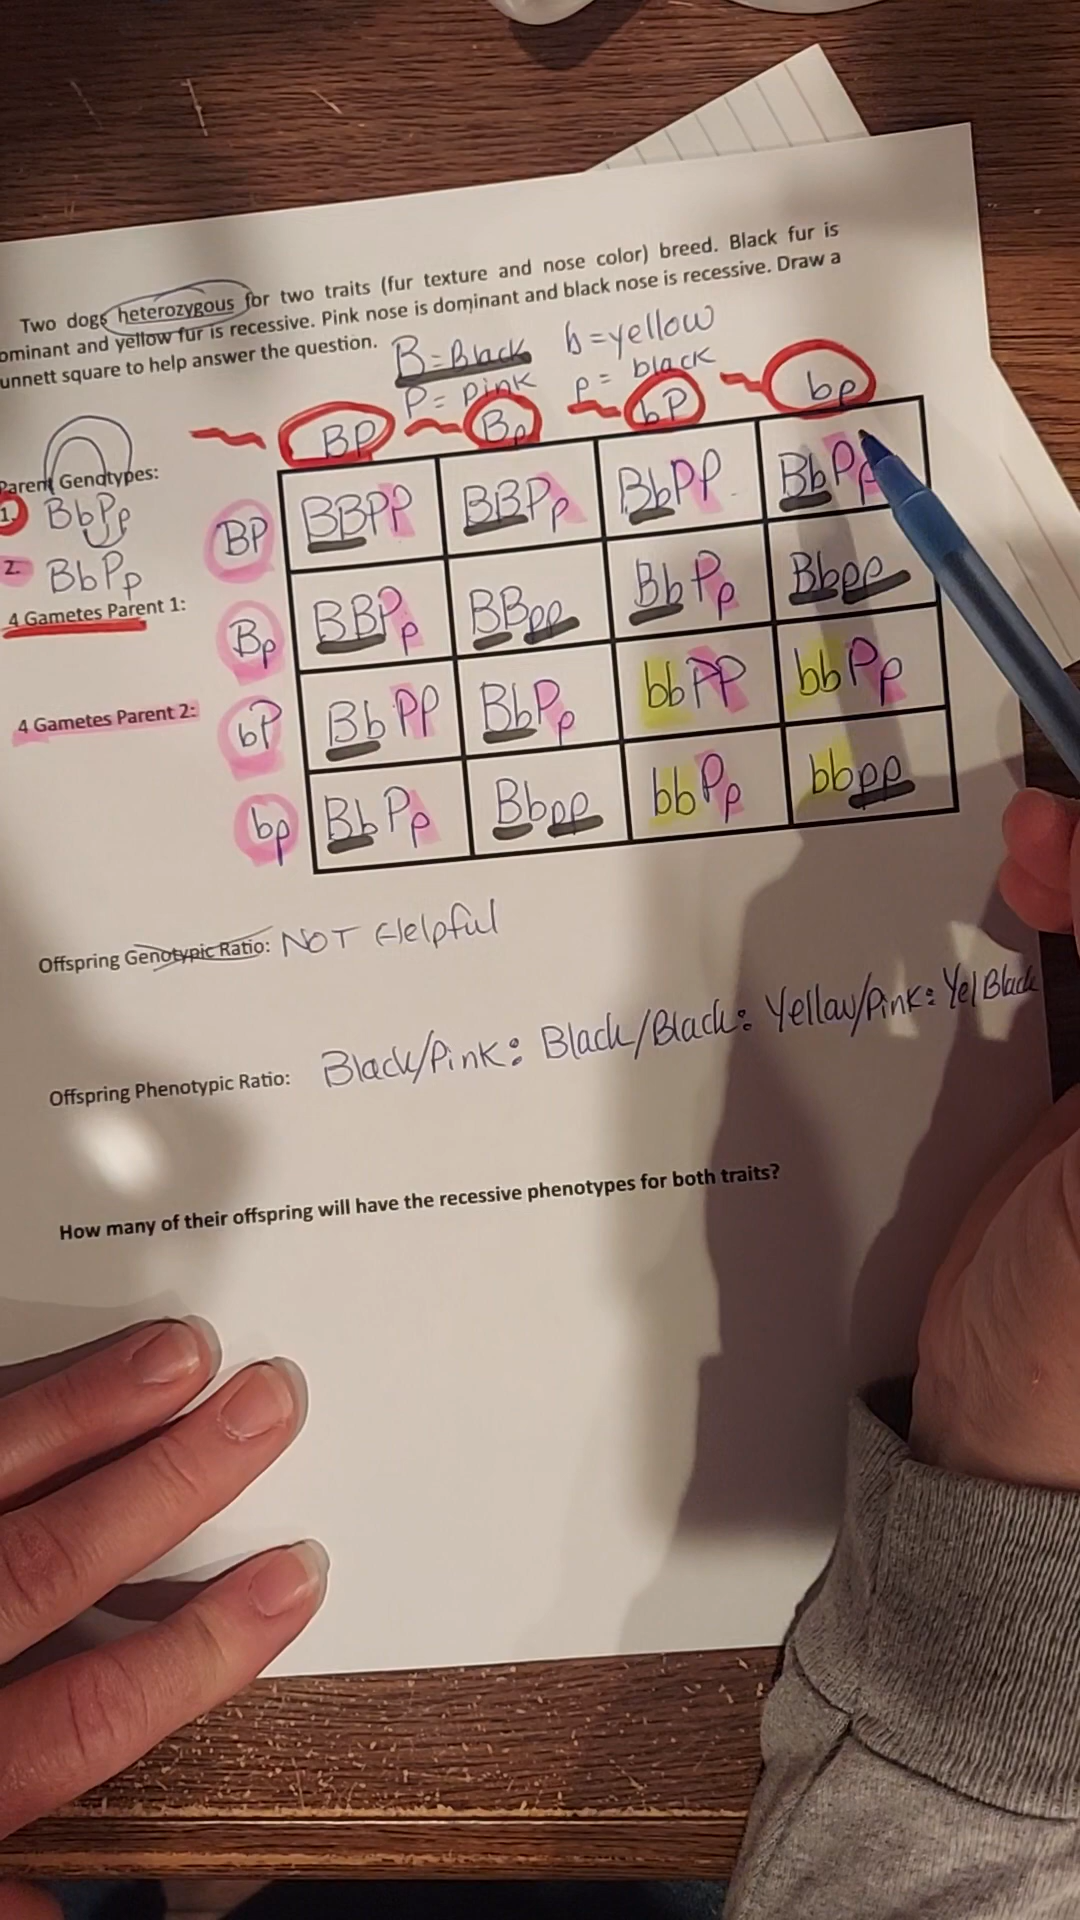 Two dogs heterozygous for two traits (fur texture and nose color) breed. Black fur is
ominant and yellow fur is recessive. Pink nose is dominant and black nose is recessive. Draw a
unnett square to help answer the question.
B=Black b=yellow
P= Pink p= black
BP Bp bP bp
Parent Genotypes:
1. BbPp
2. BbPp
4 Gametes Parent 1:
4 Gametes Parent 2:
BP BBPP BBPp BbPP BbPp
Bp BBPp BBpp BbPp Bbpp
bP BbPP BbPp bbPP bbPp
bp BbPp Bbpp bbPp bbpp
Offspring Genotypic Ratio: NOT Helpful
Offspring Phenotypic Ratio: Black/Pink: Black/Black: Yellow/Pink: Yel Black
How many of their offspring will have the recessive phenotypes for both traits?